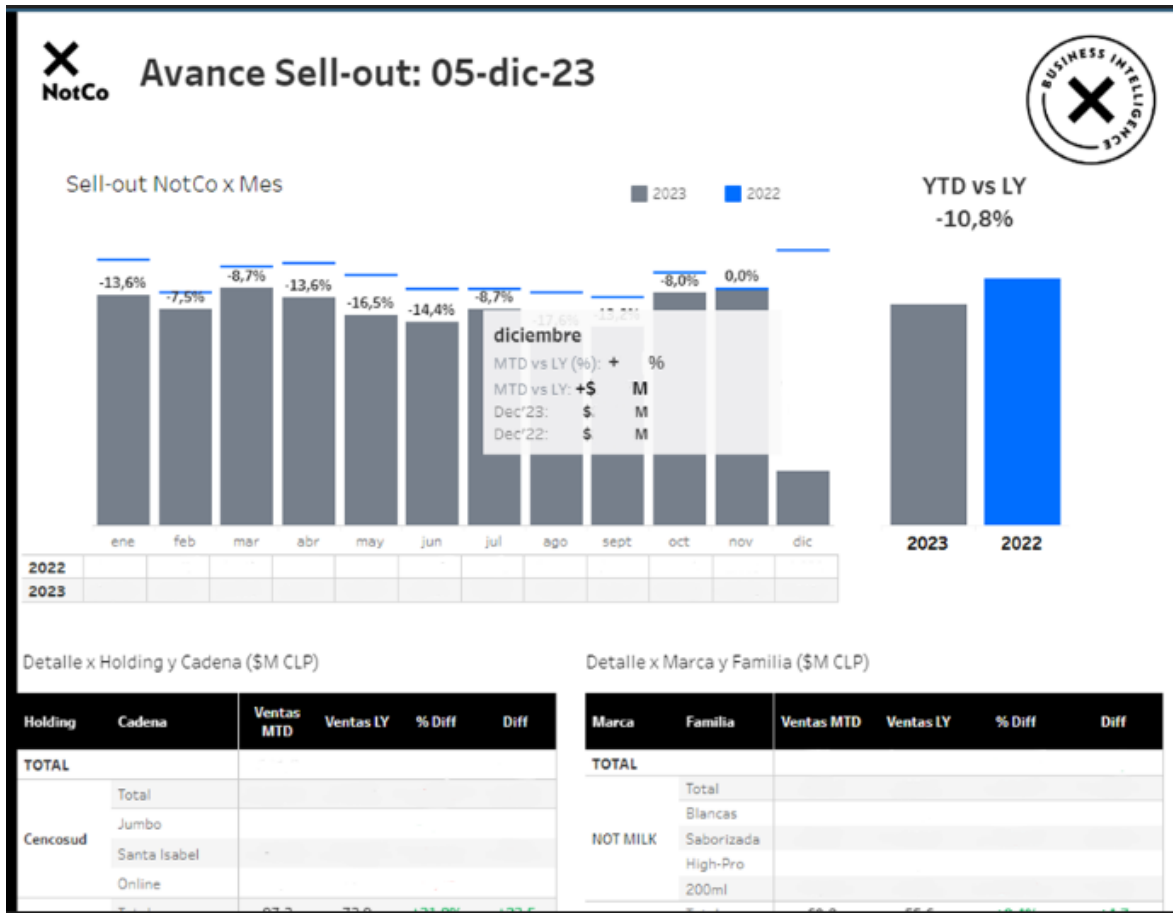 NotCo
Avance Sell-out: 05-dic-23
BUSINESS INTELLIGENCE
Sell-out NotCo x Mes
2023
2022
YTD vs LY
-10,8%
-13,6%
-7,5%
-8,7%
-13,6%
-16,5%
-14,4%
-8,7%
-17,6%
-13,2%
-8,0%
0,0%
diciembre
MTD vs LY (%): + %
MTD vs LY: +$ M
Dec'23: $ M
Dec'22: $ M
ene feb mar abr may jun jul ago sept oct nov dic
2023 2022
2022
2023
Detalle x Holding y Cadena ($M CLP)
Holding Cadena Ventas MTD Ventas LY % Diff Diff
TOTAL
Total
Jumbo
Cencosud
Santa Isabel
Online
Detalle x Marca y Familia ($M CLP)
Marca Familia Ventas MTD Ventas LY % Diff Diff
TOTAL
Total
Blancas
NOT MILK Saborizada
High-Pro
200ml